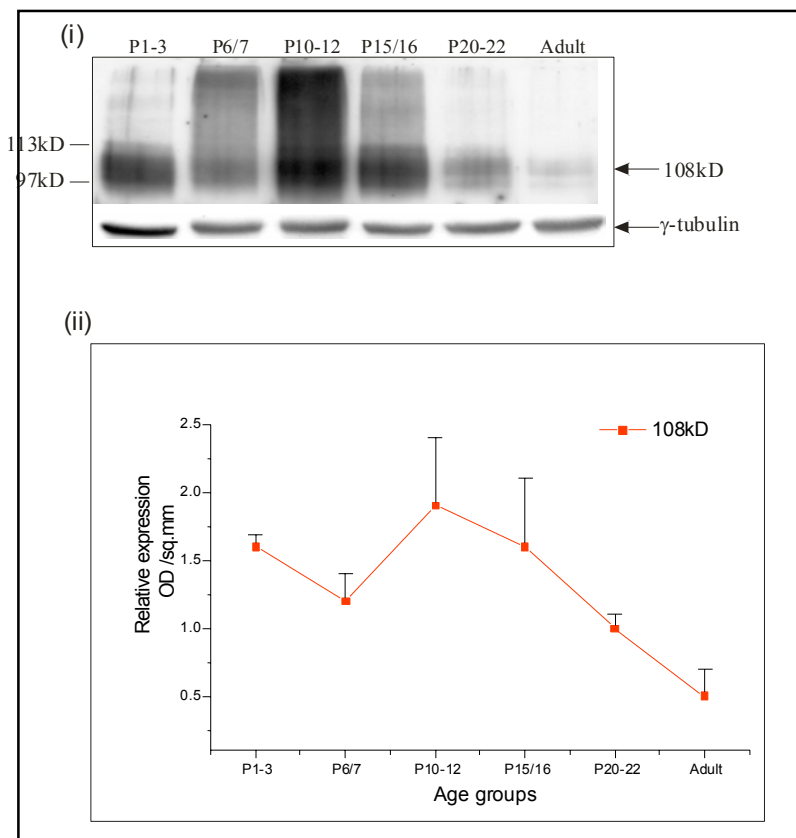 (i)
P1-3 P6/7 P10-12 P15/16 P20-22 Adult
113kD
97kD
108kD
γ-tubulin
(ii)
108kD
Relative expression
OD /sq.mm
2.5
2.0
1.5
1.0
0.5
P1-3 P6/7 P10-12 P15/16 P20-22 Adult
Age groups